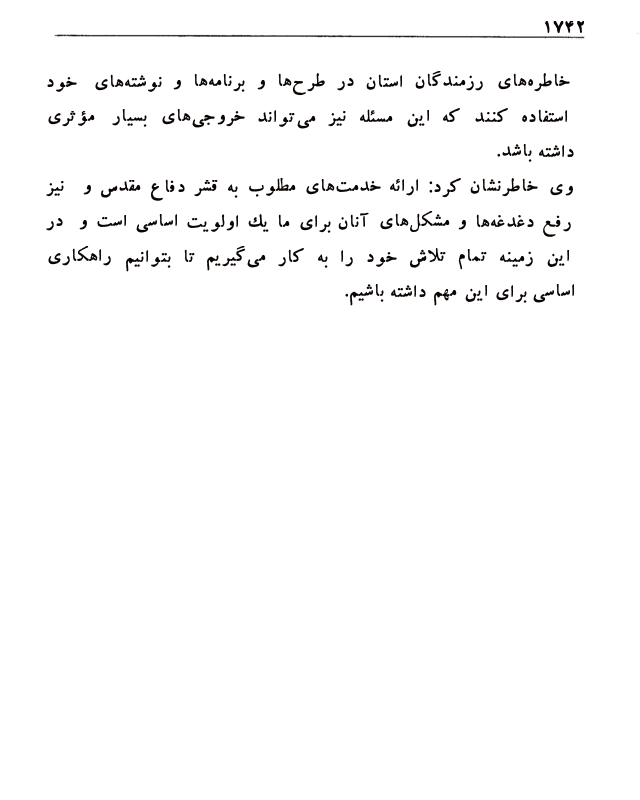 ۱۷۴۲
خاطره‌های رزمندگان استان در طرح‌ها و برنامه‌ها و نوشته‌های خود
استفاده کنند که این مسئله نیز می‌تواند خروجی‌های بسیار مؤثری
داشته باشد.
وی خاطرنشان کرد: ارائه خدمت‌های مطلوب به قشر دفاع مقدس و نیز
رفع دغدغه‌ها و مشکل‌های آنان برای ما یك اولویت اساسی است و در
این زمینه تمام تلاش خود را به کار می‌گیریم تا بتوانیم راهکاری
اساسی برای این مهم داشته باشیم.